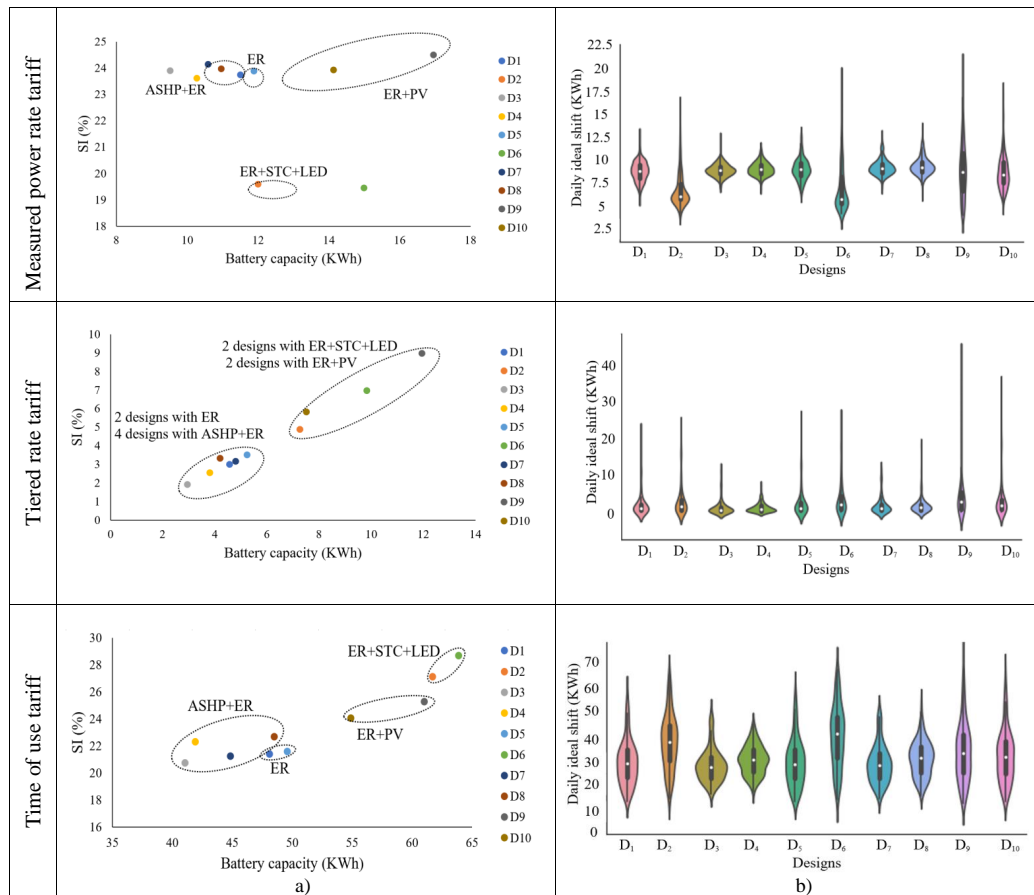 Measured power rate tariff
25
24
23
22
21
20
19
18
8
10
12
14
16
18
SI (%)
Battery capacity (KWh)
ASHP+ER
ER
ER+PV
ER+STC+LED
D1
D2
D3
D4
D5
D6
D7
D8
D9
D10
22.5
20
17.5
15
12.5
10
7.5
5
2.5
Daily ideal shift (KWh)
D1
D2
D3
D4
D5
D6
D7
D8
D9
D10
Designs
Tiered rate tariff
10
9
8
7
6
5
4
3
2
1
0
0
2
4
6
8
10
12
14
SI (%)
Battery capacity (KWh)
2 designs with ER+STC+LED
2 designs with ER+PV
2 designs with ER
4 designs with ASHP+ER
D1
D2
D3
D4
D5
D6
D7
D8
D9
D10
40
30
20
10
0
Daily ideal shift (KWh)
D1
D2
D3
D4
D5
D6
D7
D8
D9
D10
Designs
Time of use tariff
30
28
26
24
22
20
18
16
35
40
45
50
55
60
65
SI (%)
Battery capacity (KWh)
ER+STC+LED
ASHP+ER
ER+PV
ER
D1
D2
D3
D4
D5
D6
D7
D8
D9
D10
a)
70
60
50
40
30
20
10
0
Daily ideal shift (KWh)
D1
D2
D3
D4
D5
D6
D7
D8
D9
D10
Designs
b)